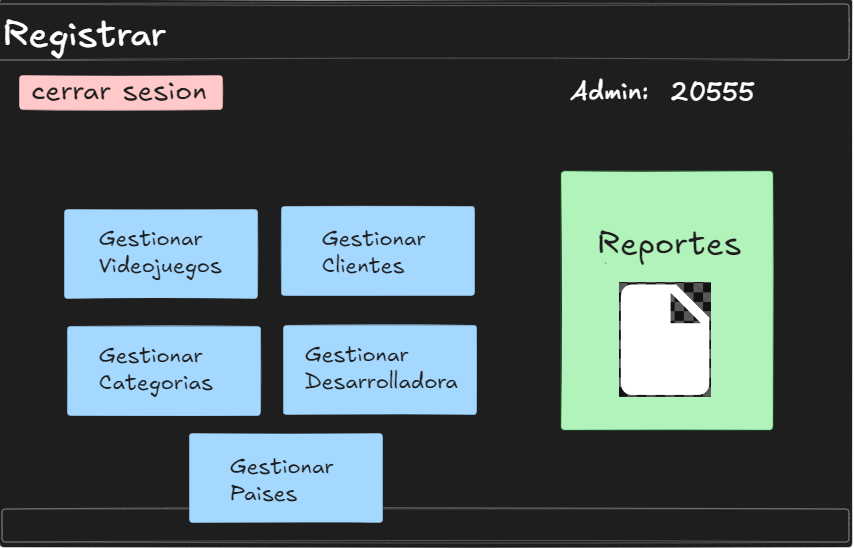 Registrar
cerrar sesion
Admin: 20555
Gestionar
Videojuegos
Gestionar
Clientes
Reportes
Gestionar
Categorias
Gestionar
Desarrolladora
Gestionar
Paises